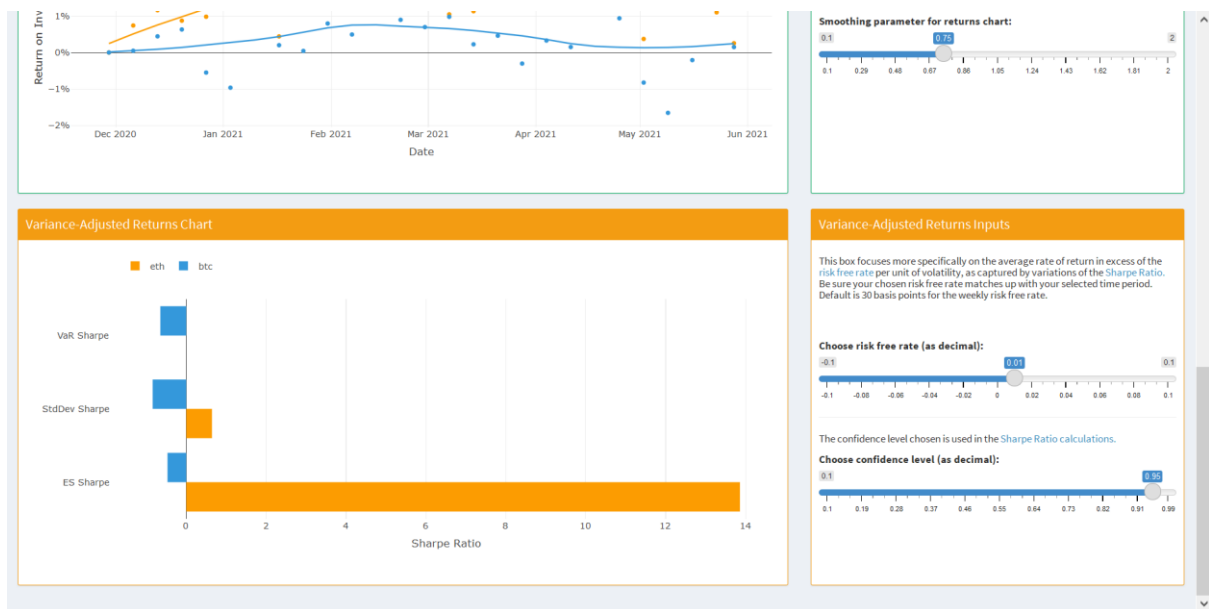 1%
0%
−1%
−2%
Return on Inv
Dec 2020 Jan 2021 Feb 2021 Mar 2021 Apr 2021 May 2021 Jun 2021
Date
Smoothing parameter for returns chart:
0.1 0.75 2
0.1 0.29 0.48 0.67 0.86 1.05 1.24 1.43 1.62 1.81 2
Variance-Adjusted Returns Chart
eth btc
VaR Sharpe
StdDev Sharpe
ES Sharpe
0 2 4 6 8 10 12 14
Sharpe Ratio
Variance-Adjusted Returns Inputs
This box focuses more specifically on the average rate of return in excess of the
risk free rate per unit of volatility, as captured by variations of the Sharpe Ratio.
Be sure your chosen risk free rate matches up with your selected time period.
Default is 30 basis points for the weekly risk free rate.
Choose risk free rate (as decimal):
-0.1 0.01 0.1
-0.1 -0.08 -0.06 -0.04 -0.02 0 0.02 0.04 0.06 0.08 0.1
The confidence level chosen is used in the Sharpe Ratio calculations.
Choose confidence level (as decimal):
0.1 0.95
0.1 0.19 0.28 0.37 0.46 0.55 0.64 0.73 0.82 0.91 0.99